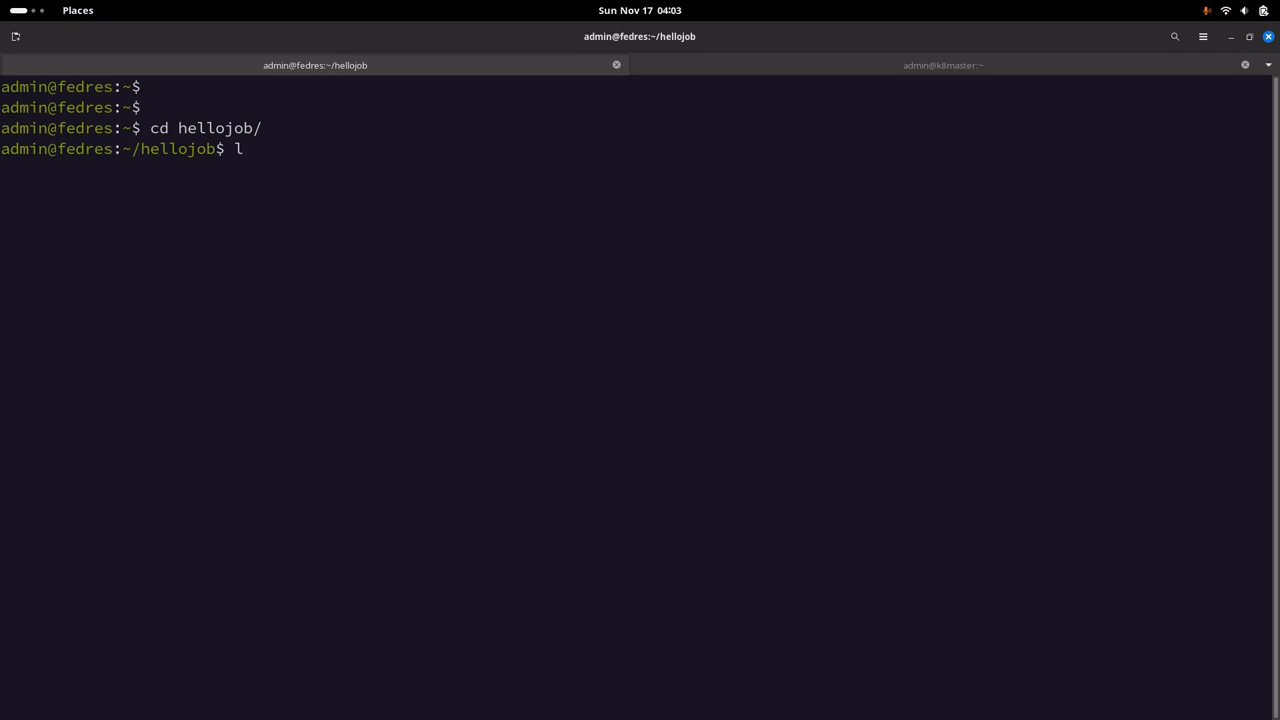 Places
Sun Nov 17 04:03
admin@fedres:~/hellojob
admin@fedres:~/hellojob
admin@k8master:~
admin@fedres:~$
admin@fedres:~$
admin@fedres:~$ cd hellojob/
admin@fedres:~/hellojob$ l